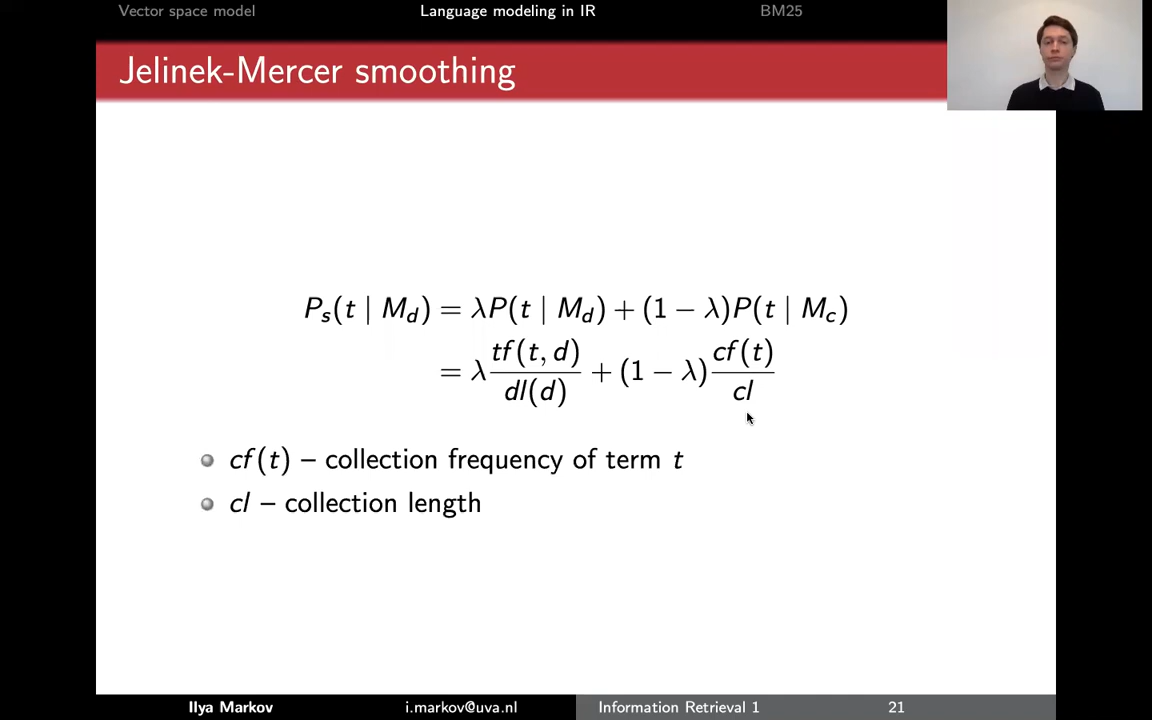 Vector space model Language modeling in IR BM25
Jelinek-Mercer smoothing
P_s(t | M_d) = λP(t | M_d) + (1 − λ)P(t | M_c)
= λ tf(t, d) / dl(d) + (1 − λ) cf(t) / cl
cf(t) – collection frequency of term t
cl – collection length
Ilya Markov i.markov@uva.nl Information Retrieval 1 21